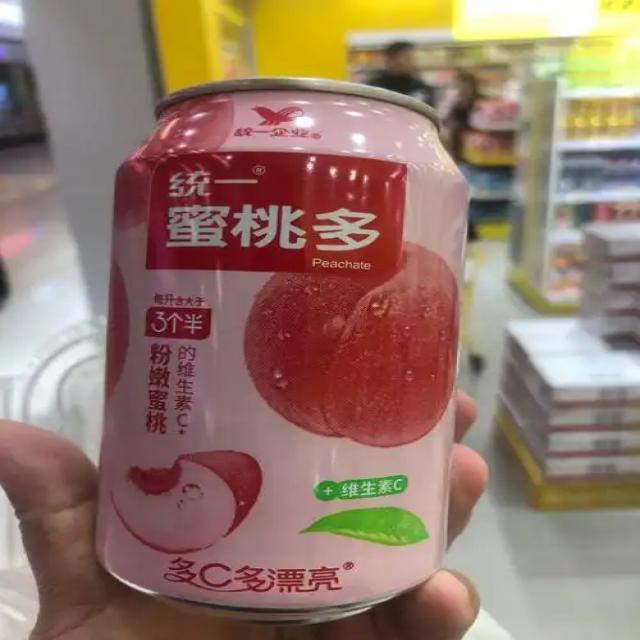 统一企业
统一®
蜜桃多
Peachate
每升含大于
3个半
粉嫩蜜桃
的维生素C*
+ 维生素C
多C多漂亮®